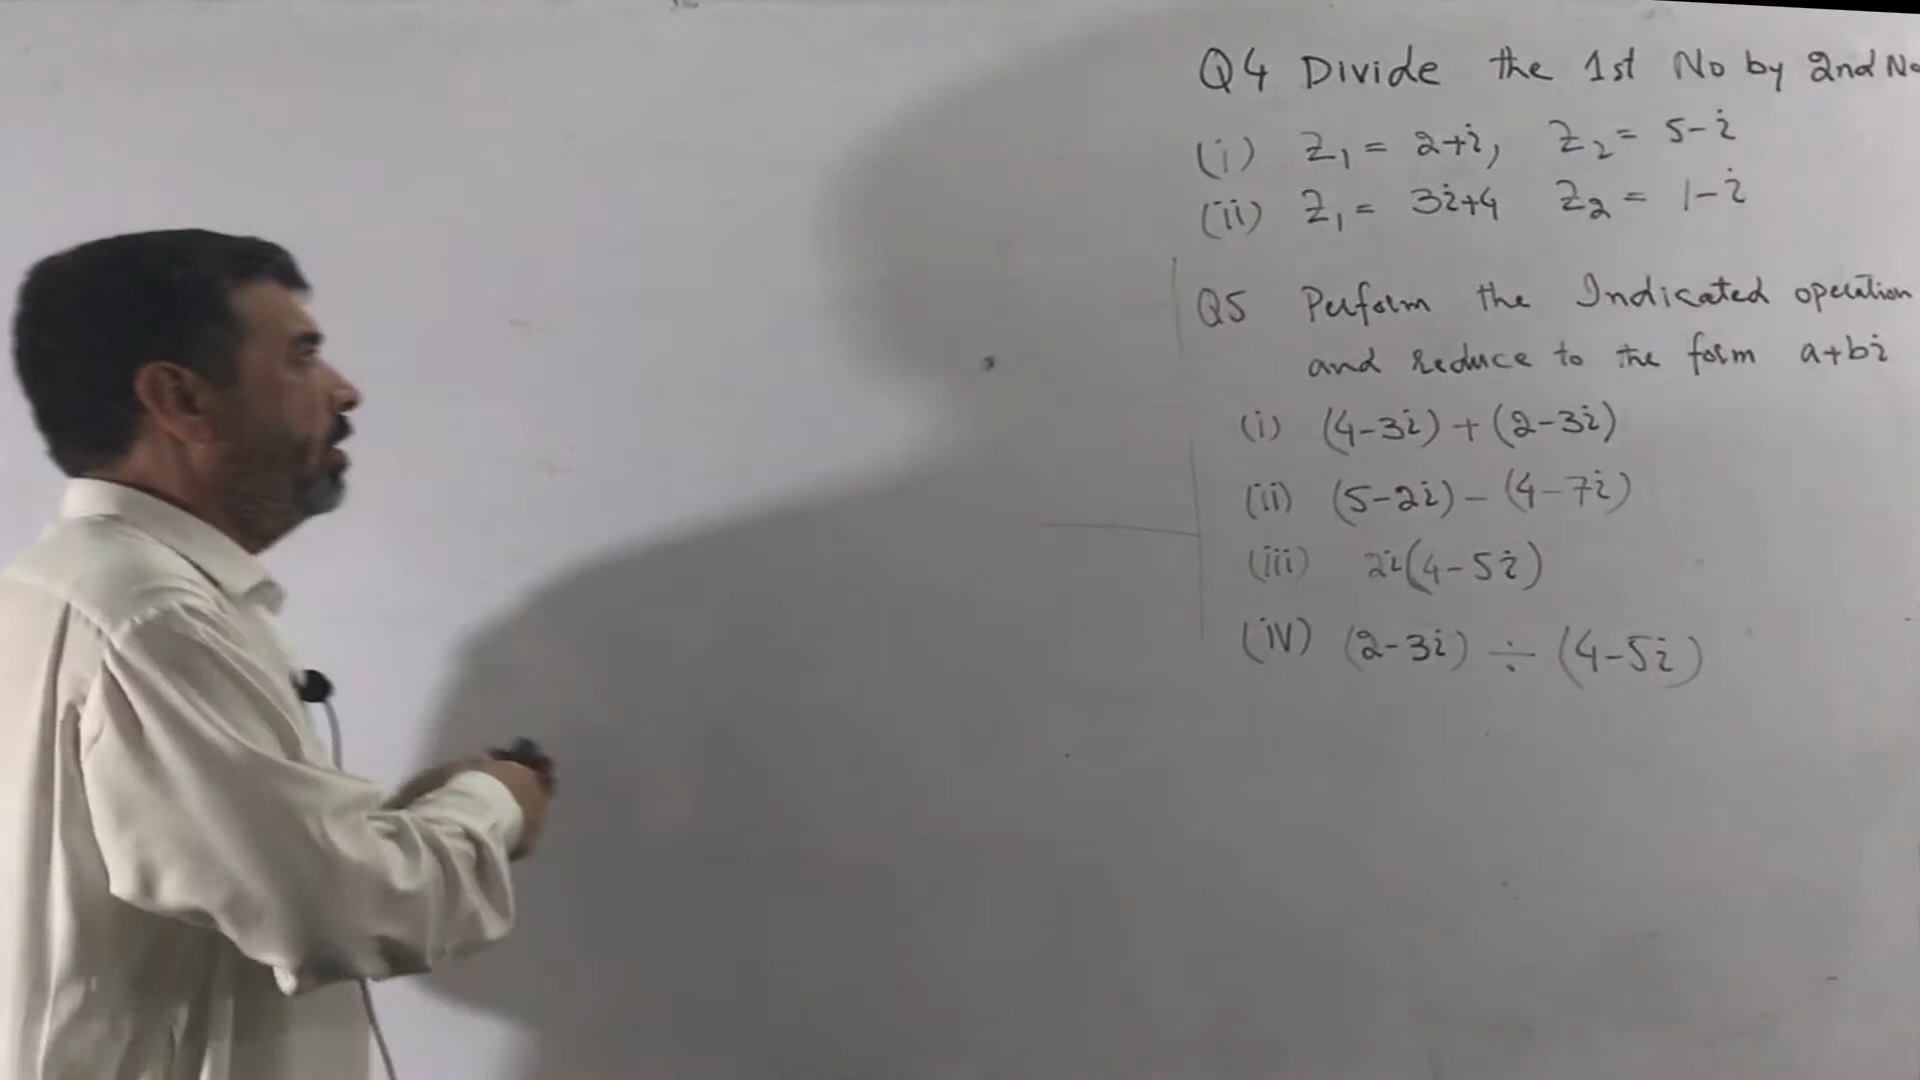 Q4 Divide the 1st No by 2nd No
(i) Z₁ = 2+i, Z₂ = 5-i
(ii) Z₁ = 3i+4 Z₂ = 1-i
Q5 Perform the Indicated operation
and reduce to the form a+bi
(i) (4-3i)+(2-3i)
(ii) (5-2i)-(4-7i)
(iii) 2i(4-5i)
(iv) (2-3i) ÷ (4-5i)